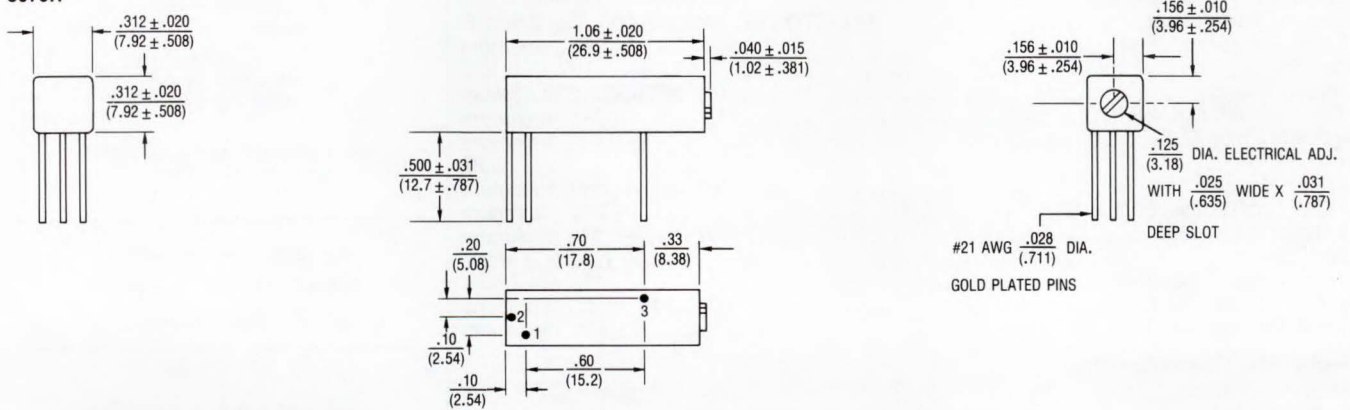 .312 ± .020
(7.92 ± .508)
.312 ± .020
(7.92 ± .508)
1.06 ± .020
(26.9 ± .508)
.040 ± .015
(1.02 ± .381)
.500 ± .031
(12.7 ± .787)
.20
(5.08)
.70
(17.8)
.33
(8.38)
2
1
3
.10
(2.54)
.60
(15.2)
.10
(2.54)
.156 ± .010
(3.96 ± .254)
.156 ± .010
(3.96 ± .254)
.125
(3.18)
DIA. ELECTRICAL ADJ.
WITH .025 (.635) WIDE X .031 (.787)
DEEP SLOT
#21 AWG .028 (.711) DIA.
GOLD PLATED PINS